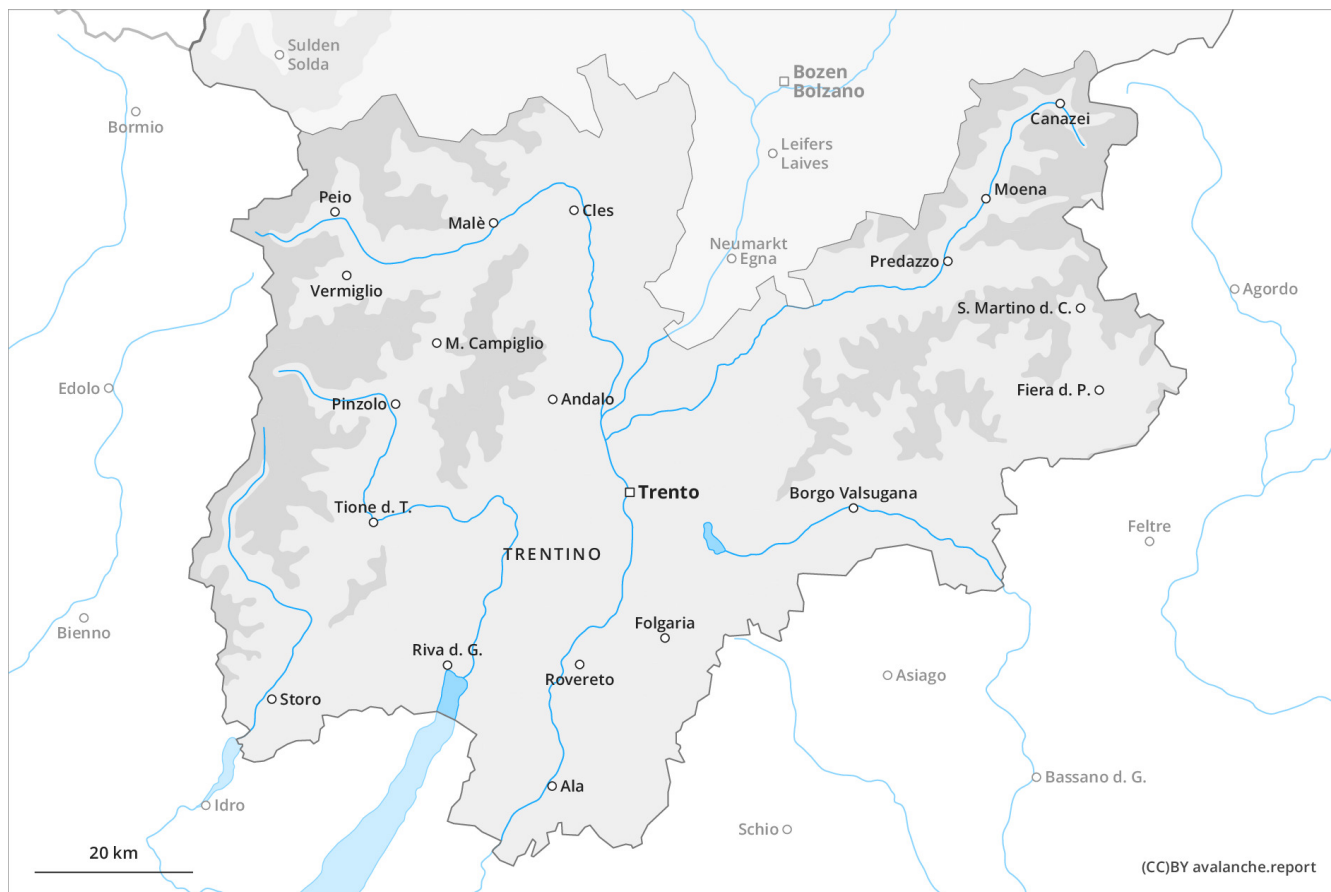 Sulden
Solda
Bozen
Bolzano
Bormio
Canazei
Leifers
Laives
Peio
Moena
Malè
Cles
Neumarkt
Egna
Predazzo
Vermiglio
Agordo
S. Martino d. C.
M. Campiglio
Edolo
Pinzolo
Andalo
Fiera d. P.
Trento
Borgo Valsugana
Tione d. T.
Feltre
TRENTINO
Bienno
Folgaria
Riva d. G.
Rovereto
Asiago
Storo
Bassano d. G.
Ala
Idro
Schio
20 km
(CC)BY avalanche.report